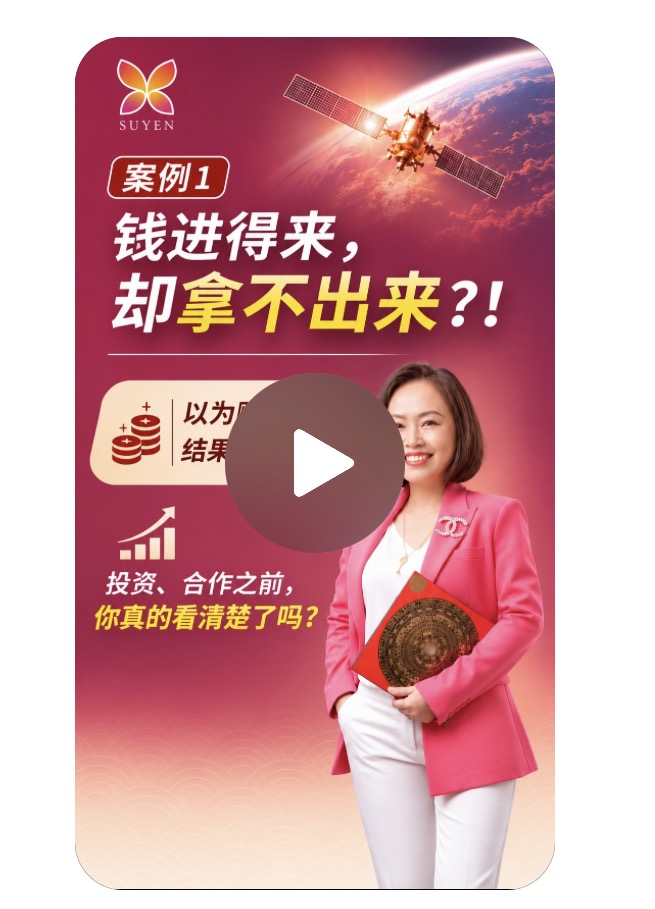 SUYEN
案例1
钱进得来，
却拿不出来?!
以为
结果
投资、合作之前，
你真的看清楚了吗?